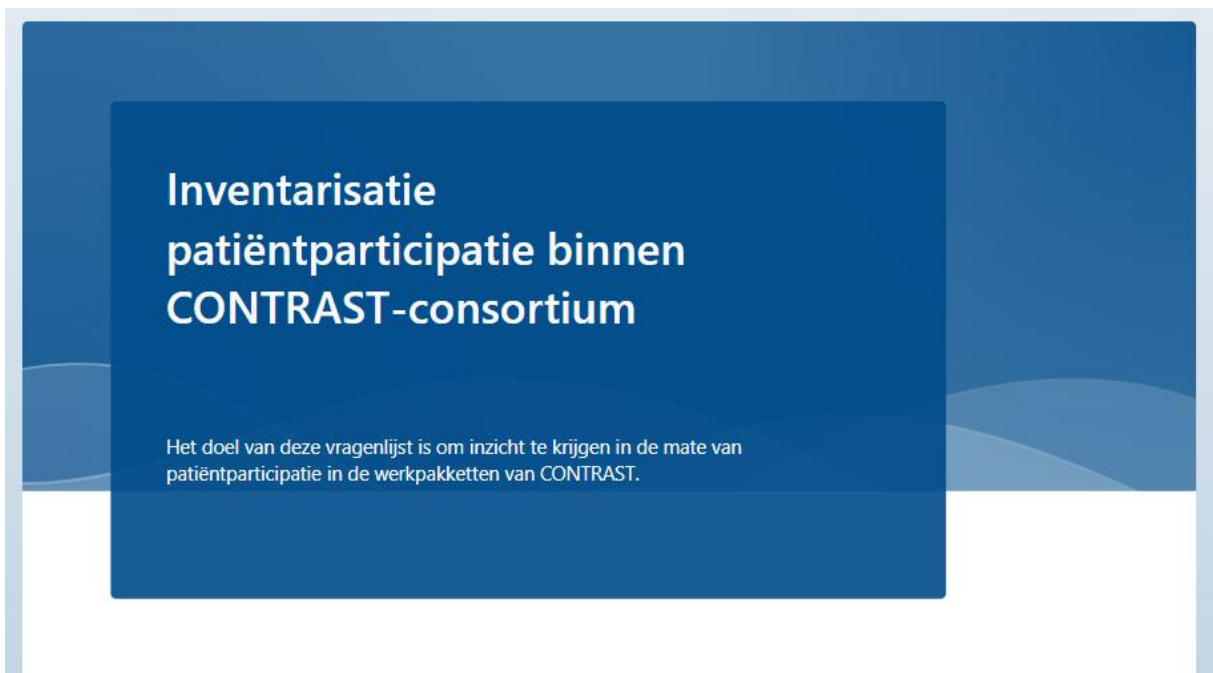 Inventarisatie
patiëntparticipatie binnen
CONTRAST-consortium
Het doel van deze vragenlijst is om inzicht te krijgen in de mate van
patiëntparticipatie in de werkpakketten van CONTRAST.